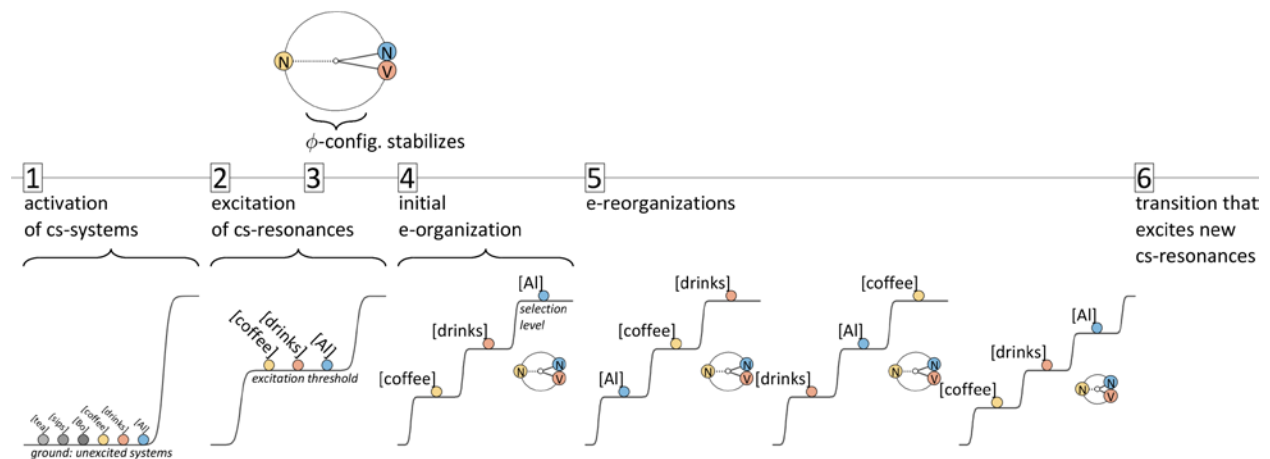 N
N
V
ϕ-config. stabilizes
1
2
3
4
5
6
activation
of cs-systems
excitation
of cs-resonances
initial
e-organization
e-reorganizations
transition that
excites new
cs-resonances
[tea]
[sips]
[Bo]
[coffee]
[drinks]
[Al]
ground: unexcited systems
[coffee]
[drinks]
[Al]
excitation threshold
[coffee]
[drinks]
[Al]
selection
level
N
N
V
[Al]
[coffee]
[drinks]
N
N
V
[drinks]
[Al]
[coffee]
N
N
V
[coffee]
[drinks]
[Al]
N
N
V